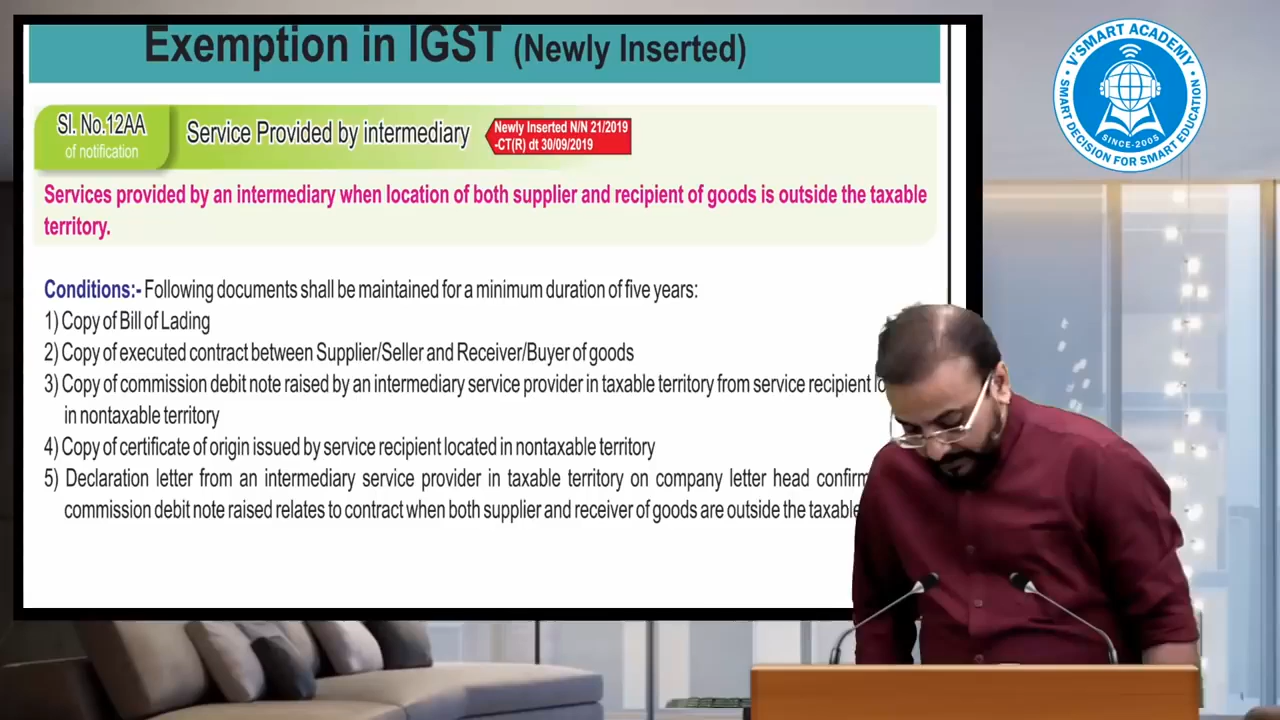 Exemption in IGST (Newly Inserted)
Sl. No.12AA
of notification
Service Provided by intermediary
Newly Inserted N/N 21/2019
-CT(R) dt 30/09/2019
Services provided by an intermediary when location of both supplier and recipient of goods is outside the taxable
territory.
Conditions:- Following documents shall be maintained for a minimum duration of five years:
1) Copy of Bill of Lading
2) Copy of executed contract between Supplier/Seller and Receiver/Buyer of goods
3) Copy of commission debit note raised by an intermediary service provider in taxable territory from service recipient
in nontaxable territory
4) Copy of certificate of origin issued by service recipient located in nontaxable territory
5) Declaration letter from an intermediary service provider in taxable territory on company letter head
commission debit note raised relates to contract when both supplier and receiver of goods are outside the taxable
V'SMART ACADEMY
SMART DECISION FOR SMART EDUCATION
SINCE-2005